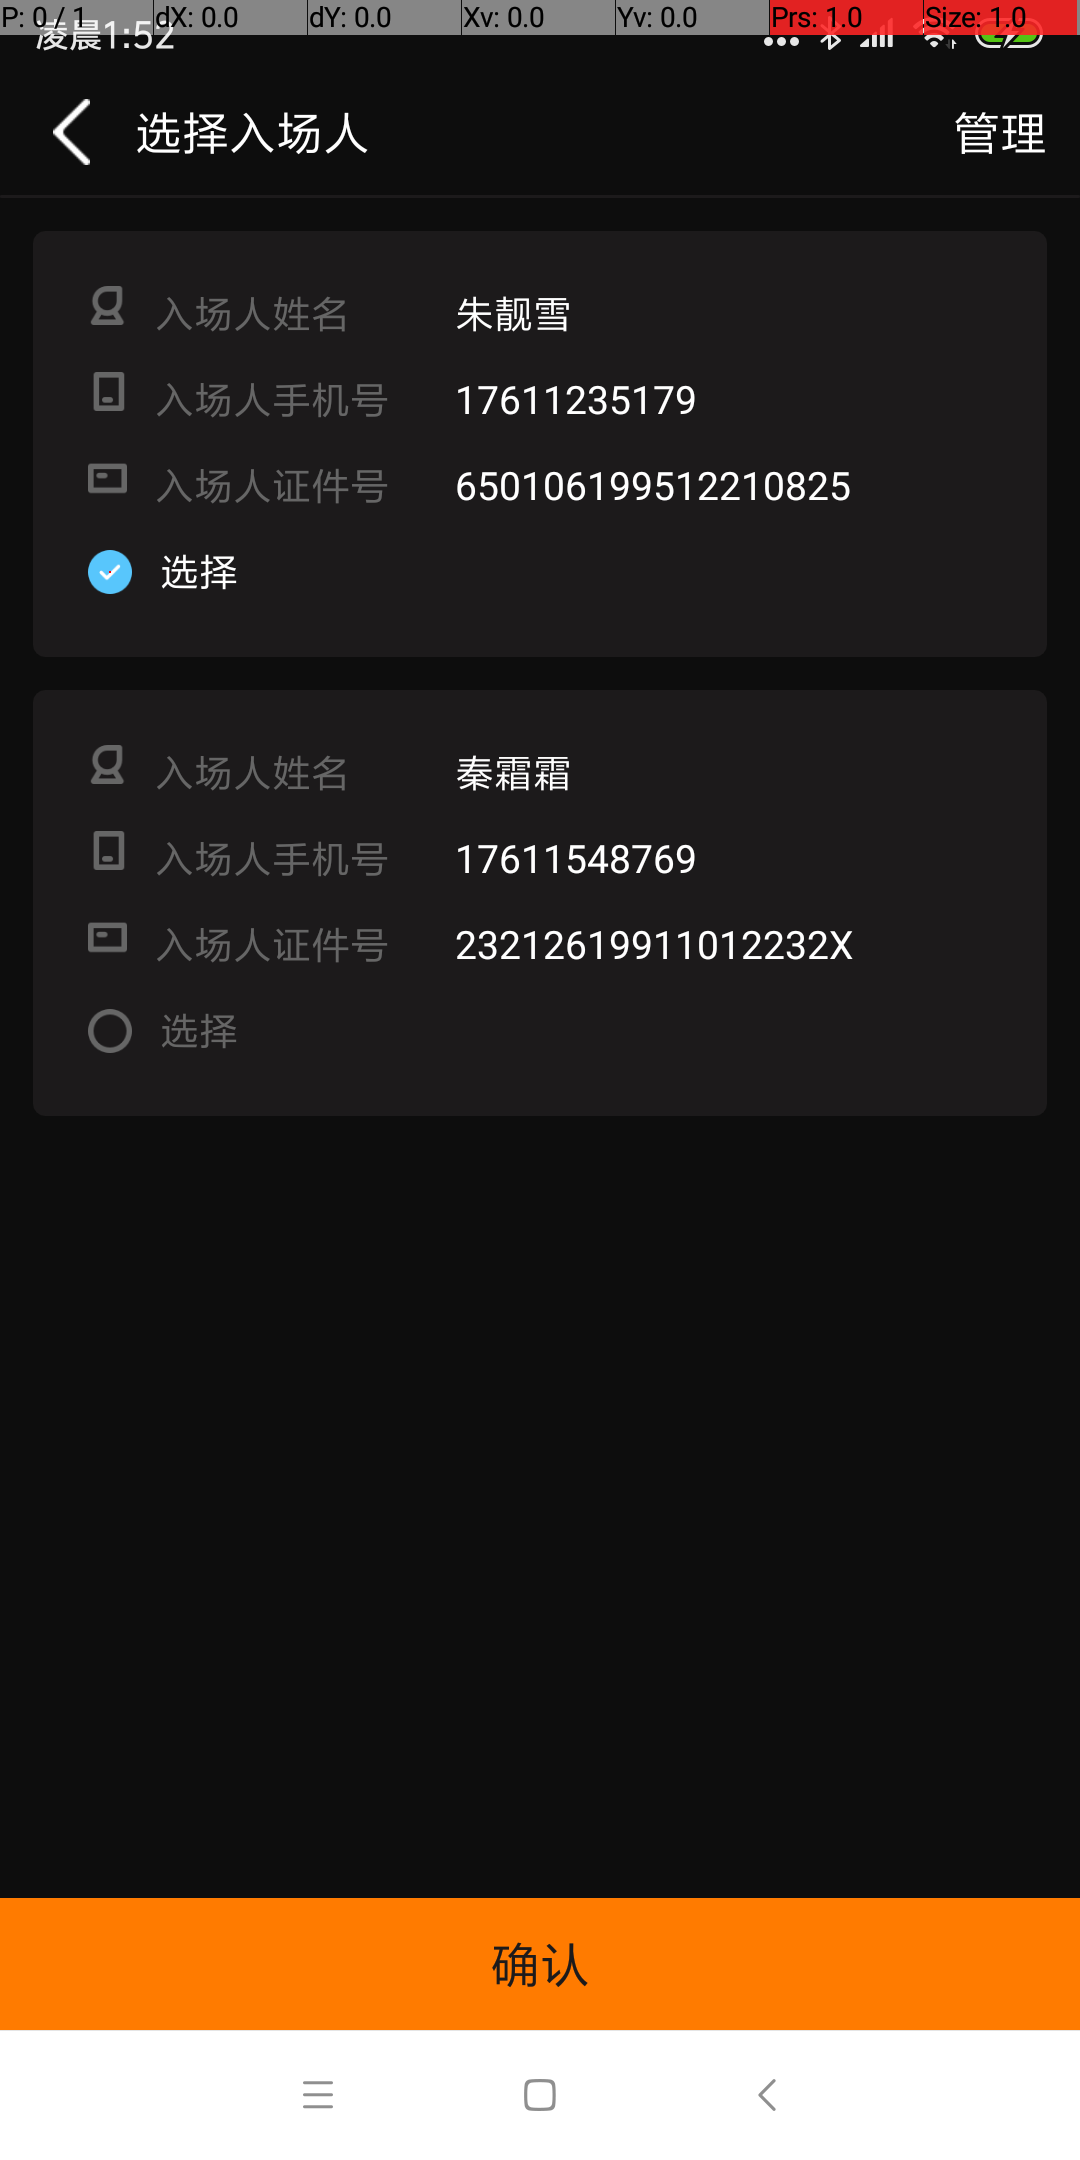 P: 0 / 1 dX: 0.0 dY: 0.0 Xv: 0.0 Yv: 0.0 Prs: 1.0 Size: 1.0
凌晨1:52
选择入场人 管理
入场人姓名 朱靓雪
入场人手机号 17611235179
入场人证件号 650106199512210825
选择
入场人姓名 秦霜霜
入场人手机号 17611548769
入场人证件号 23212619911012232X
选择
确认